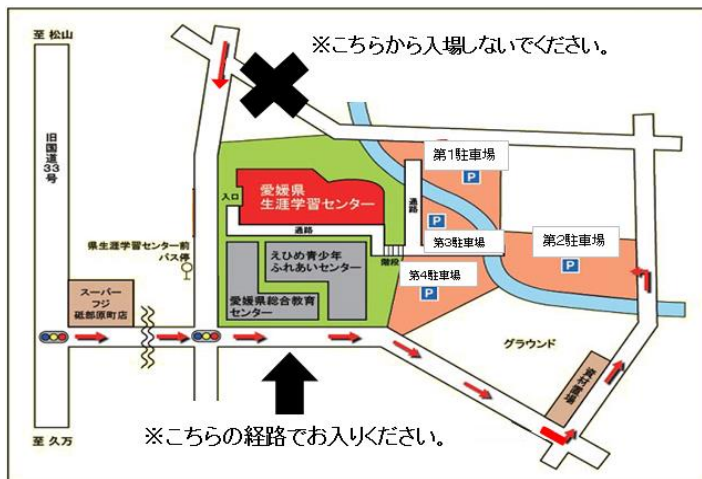 至 松山
※こちらから入場しないでください。
旧国道33号
第1駐車場
P
入口
愛媛県
生涯学習センター
通路
通路
P
第3駐車場
第2駐車場
P
県生涯学習センター前
バス停
えひめ青少年
ふれあいセンター
階段
第4駐車場
P
スーパー
フジ
砥部原町店
愛媛県総合教育
センター
グラウンド
資材置場
※こちらの経路でお入りください。
至 久万